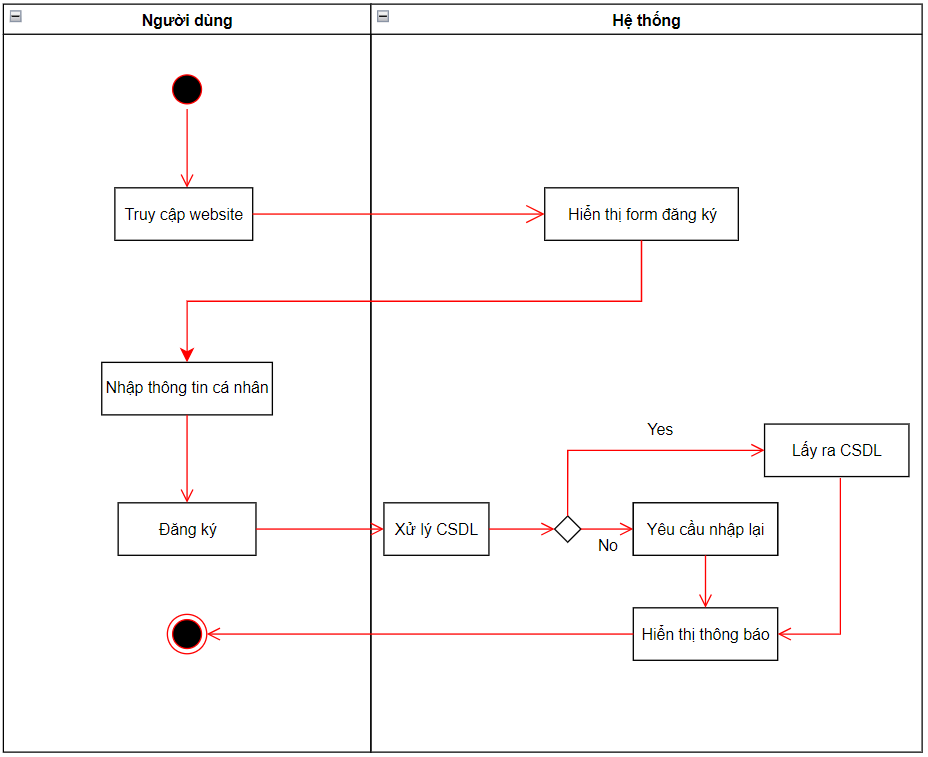 Người dùng
Hệ thống
Truy cập website
Hiển thị form đăng ký
Nhập thông tin cá nhân
Yes
Lấy ra CSDL
Đăng ký
Xử lý CSDL
No
Yêu cầu nhập lại
Hiển thị thông báo